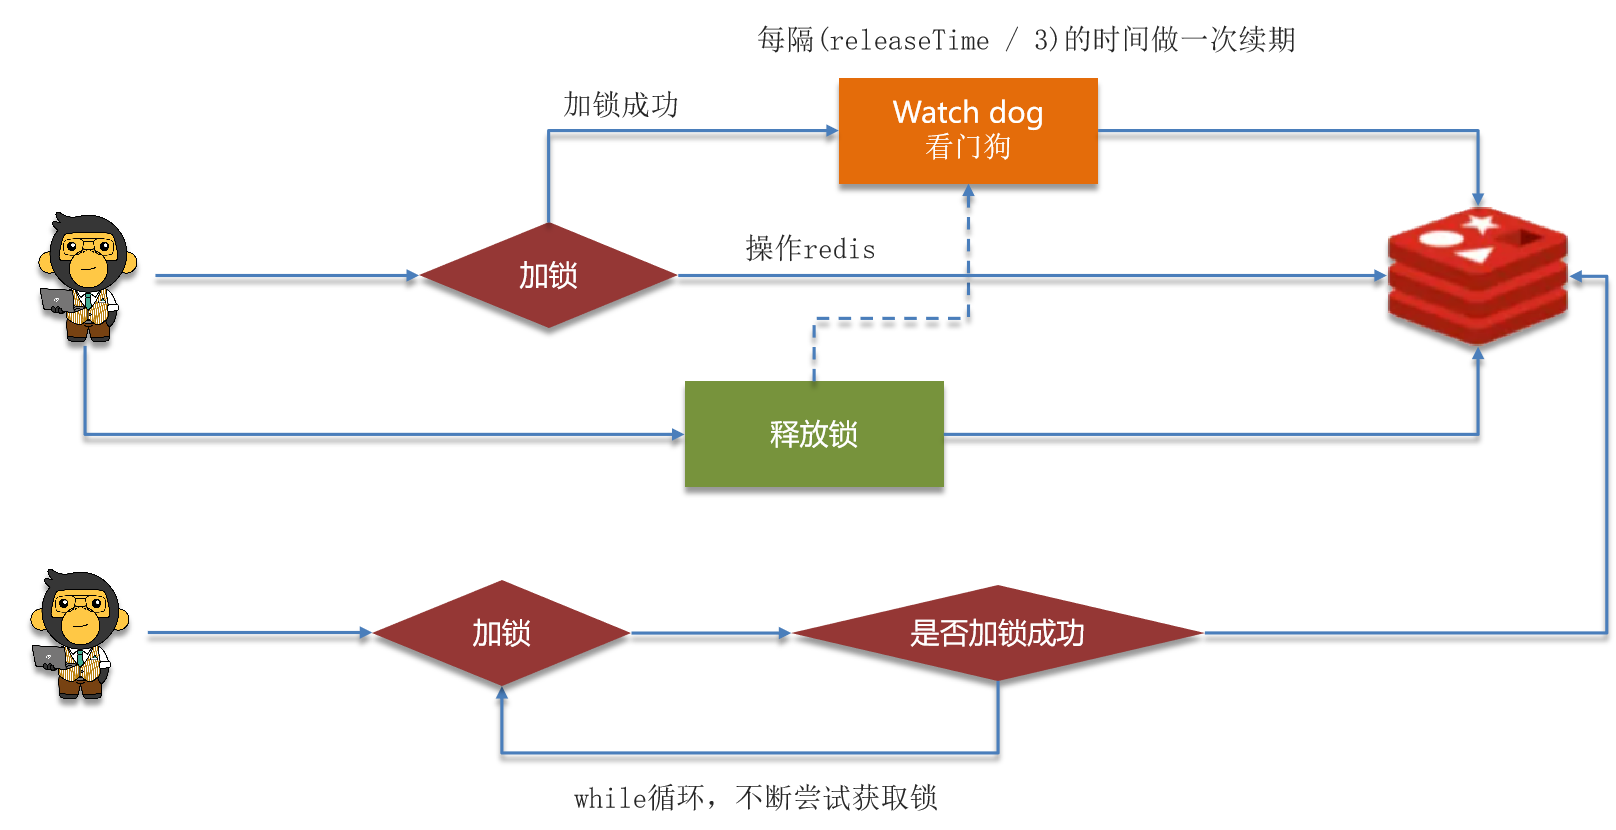 每隔(releaseTime / 3)的时间做一次续期
加锁成功
Watch dog
看门狗
操作redis
加锁
释放锁
加锁
是否加锁成功
while循环，不断尝试获取锁